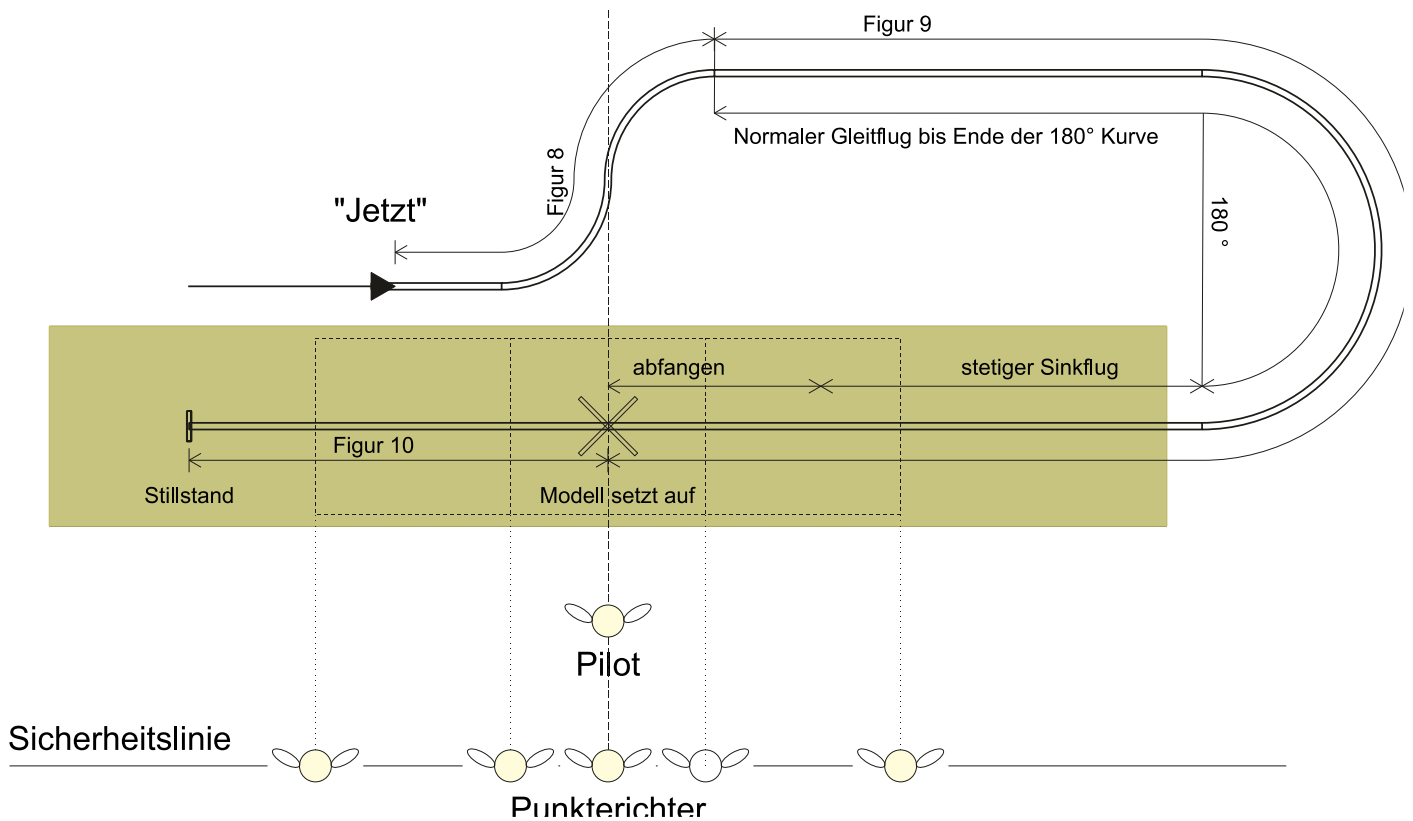 Figur 9
Normaler Gleitflug bis Ende der 180° Kurve
Figur 8
"Jetzt"
180 °
abfangen
stetiger Sinkflug
Figur 10
Stillstand
Modell setzt auf
Pilot
Sicherheitslinie
Punkterichter